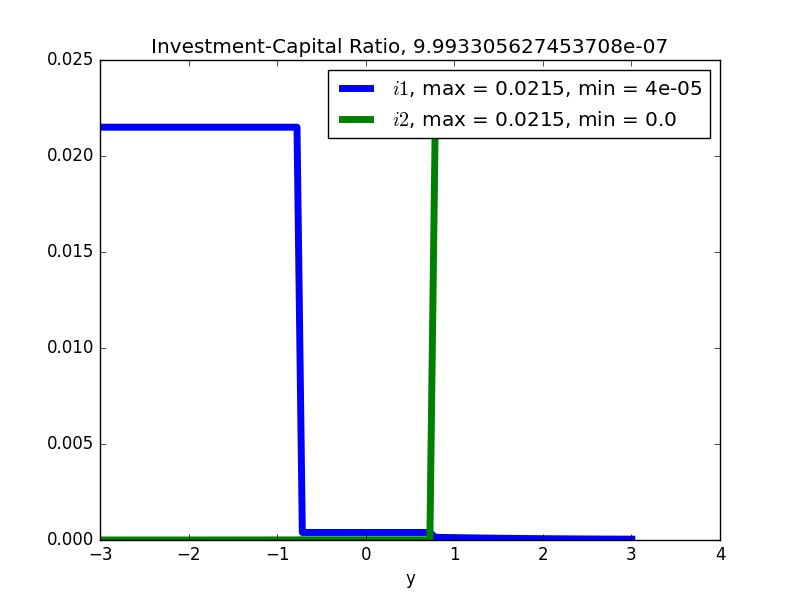 Investment-Capital Ratio, 9.993305627453708e-07
0.025
0.020
0.015
0.010
0.005
0.000
i1, max = 0.0215, min = 4e-05
i2, max = 0.0215, min = 0.0
−3 −2 −1 0 1 2 3 4
y